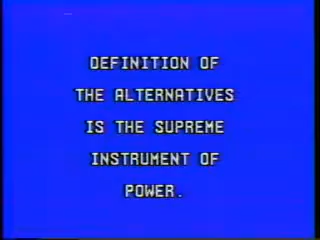 DEFINITION OF
THE ALTERNATIVES
IS THE SUPREME
INSTRUMENT OF
POWER.